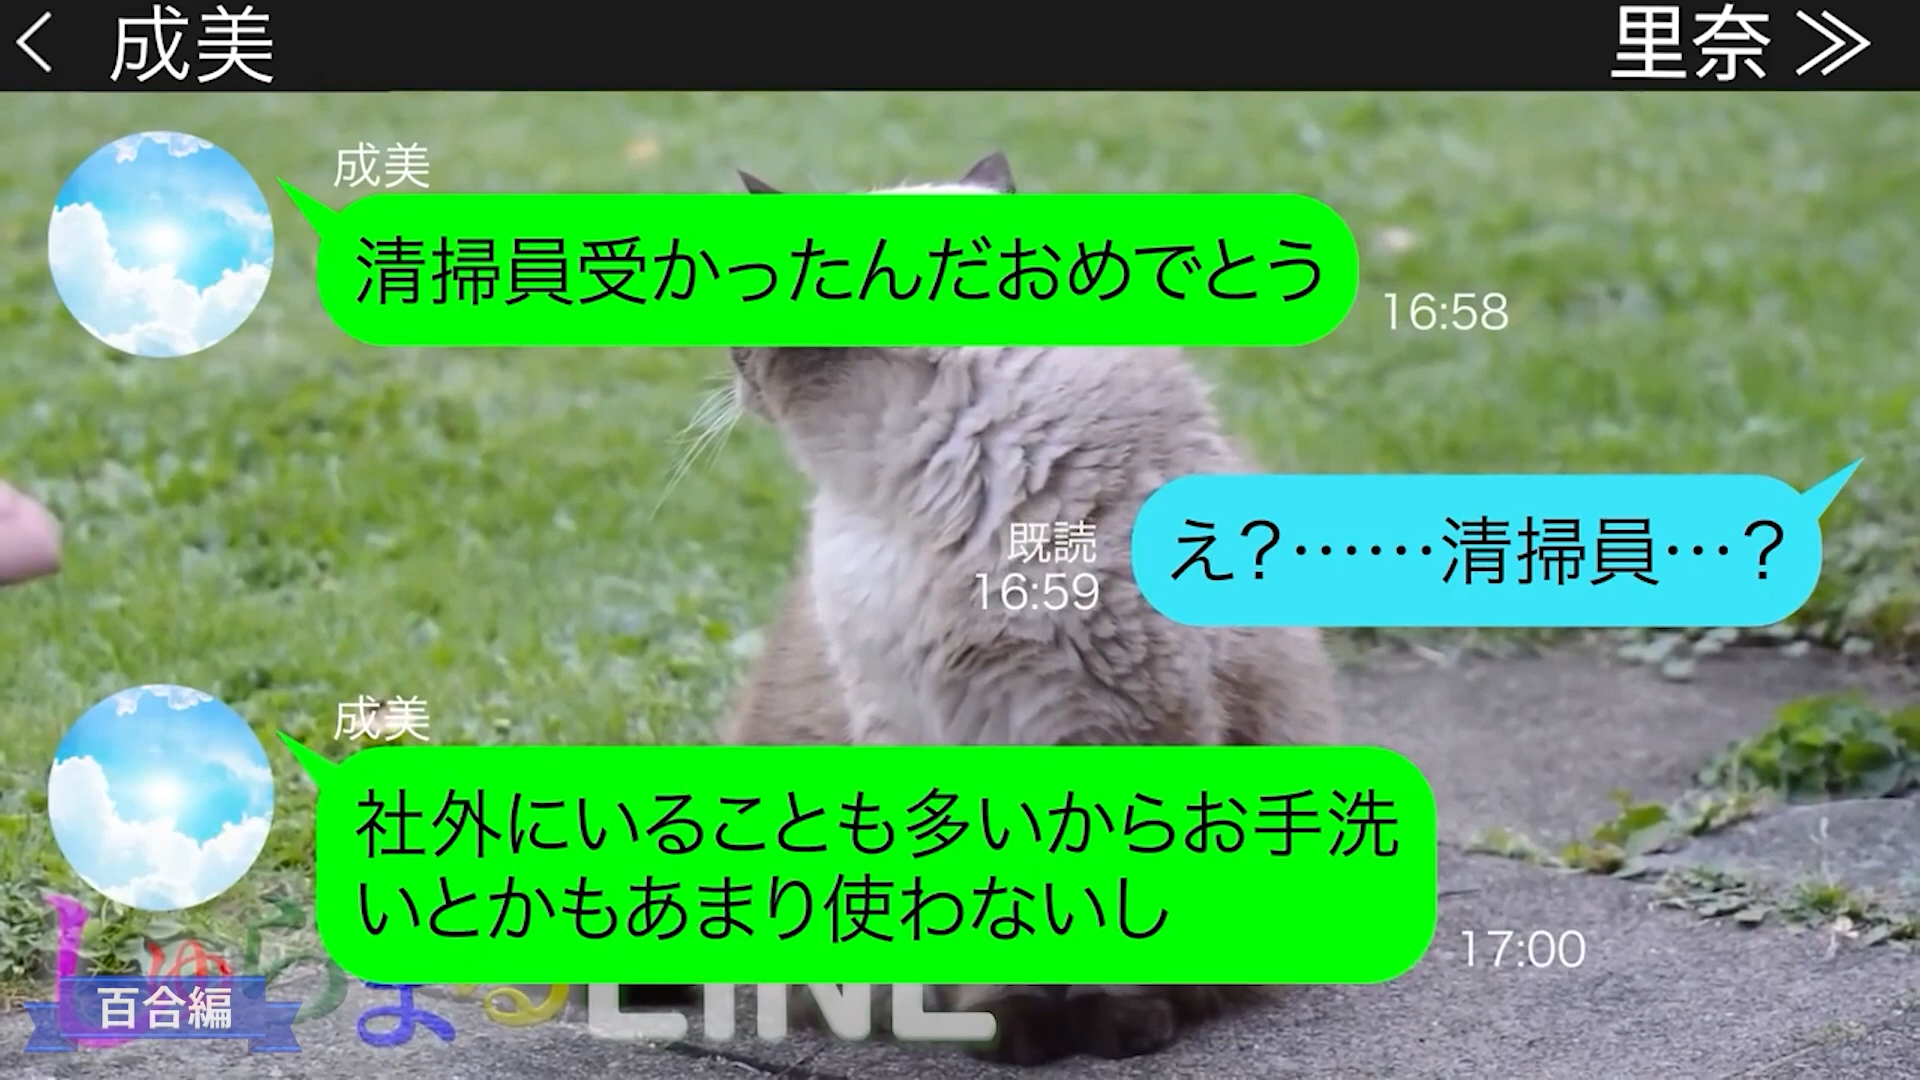 成美
里奈
成美
清掃員受かったんだおめでとう
16:58
え?……清掃員…?
既読
16:59
成美
社外にいることも多いからお手洗
いとかもあまり使わないし
17:00
百合編
LINE